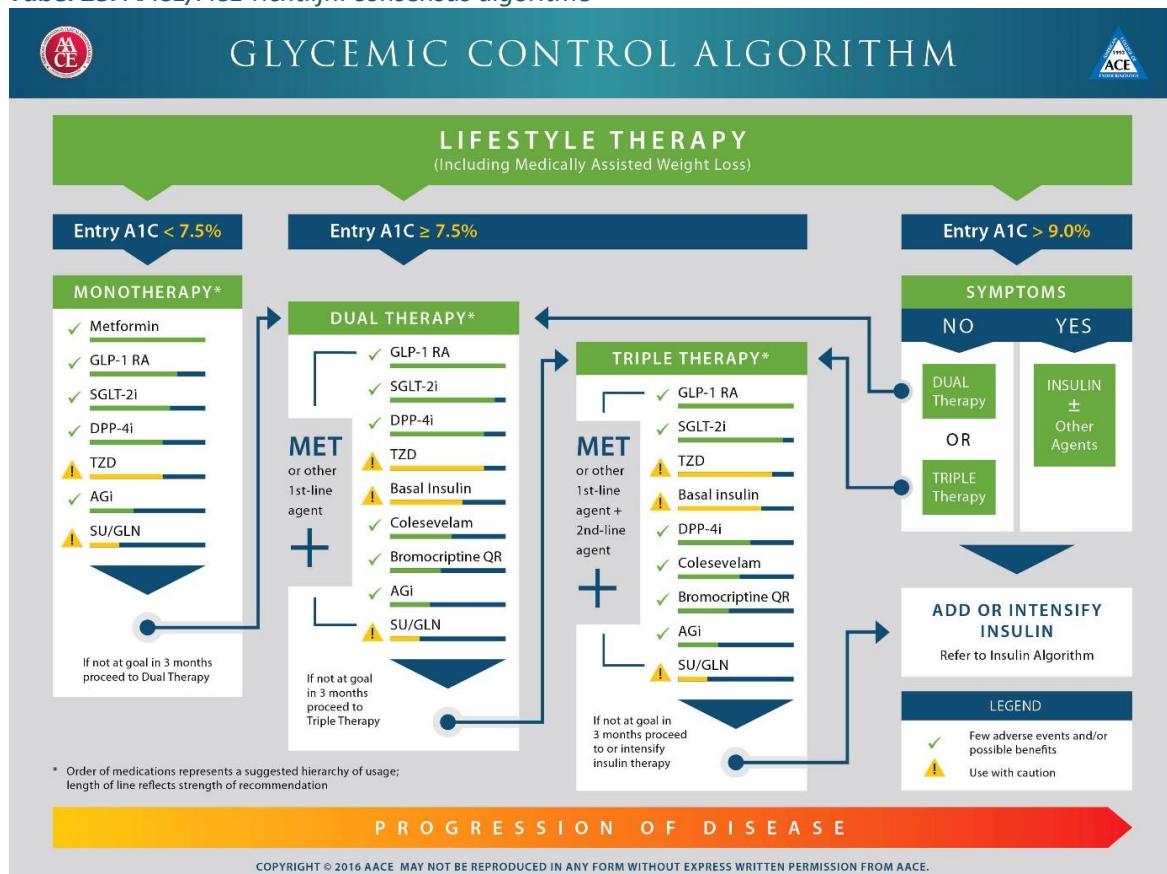 GLYCEMIC CONTROL ALGORITHM
AA
CE
ACE
LIFESTYLE THERAPY
(Including Medically Assisted Weight Loss)
Entry A1C < 7.5%
Entry A1C ≥ 7.5%
Entry A1C > 9.0%
MONOTHERAPY*
Metformin
GLP-1 RA
SGLT-2i
DPP-4i
TZD
AGi
SU/GLN
If not at goal in 3 months
proceed to Dual Therapy
DUAL THERAPY*
GLP-1 RA
SGLT-2i
DPP-4i
TZD
Basal Insulin
Colesevelam
Bromocriptine QR
AGi
SU/GLN
MET
or other
1st-line
agent
+
If not at goal
in 3 months
proceed to
Triple Therapy
TRIPLE THERAPY*
GLP-1 RA
SGLT-2i
TZD
Basal insulin
DPP-4i
Colesevelam
Bromocriptine QR
AGi
SU/GLN
MET
or other
1st-line
agent +
2nd-line
agent
+
If not at goal in
3 months proceed
to or intensify
insulin therapy
SYMPTOMS
NO
YES
DUAL
Therapy
OR
TRIPLE
Therapy
INSULIN
±
Other
Agents
ADD OR INTENSIFY
INSULIN
Refer to Insulin Algorithm
LEGEND
Few adverse events and/or
possible benefits
Use with caution
* Order of medications represents a suggested hierarchy of usage;
length of line reflects strength of recommendation
PROGRESSION OF DISEASE
COPYRIGHT © 2016 AACE MAY NOT BE REPRODUCED IN ANY FORM WITHOUT EXPRESS WRITTEN PERMISSION FROM AACE.